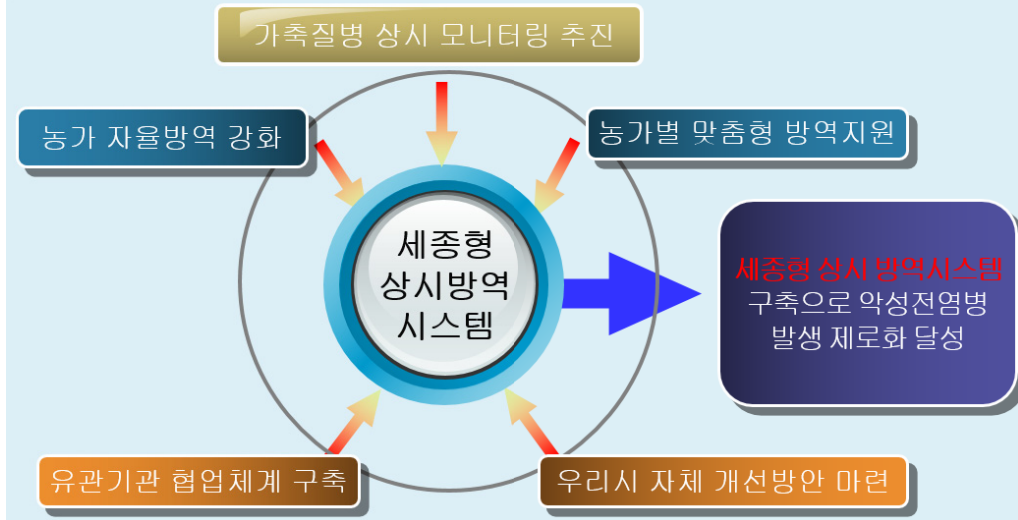 가축질병 상시 모니터링 추진
농가 자율방역 강화
농가별 맞춤형 방역지원
세종형
상시방역
시스템
세종형 상시 방역시스템
구축으로 악성전염병
발생 제로화 달성
유관기관 협업체계 구축
우리시 자체 개선방안 마련